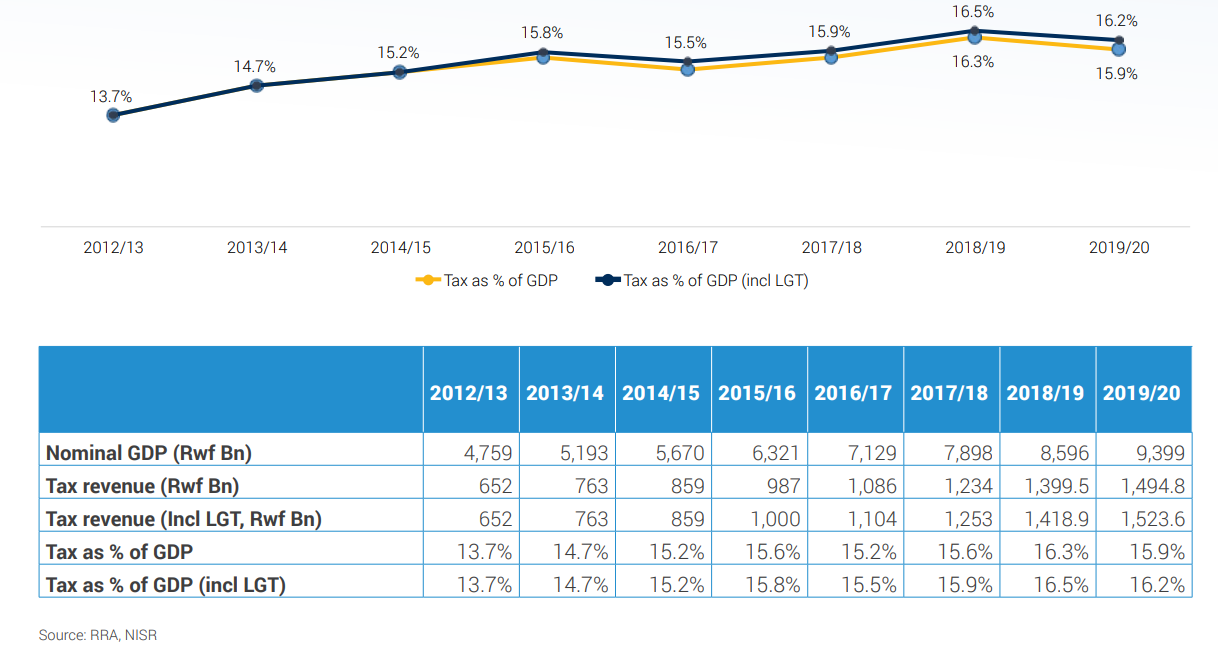 16.5%
16.2%
15.9%
15.8%
15.5%
15.2%
14.7%
13.7%
16.3%
15.9%
2012/13 2013/14 2014/15 2015/16 2016/17 2017/18 2018/19 2019/20
Tax as % of GDP Tax as % of GDP (incl LGT)
2012/13 2013/14 2014/15 2015/16 2016/17 2017/18 2018/19 2019/20
Nominal GDP (Rwf Bn) 4,759 5,193 5,670 6,321 7,129 7,898 8,596 9,399
Tax revenue (Rwf Bn) 652 763 859 987 1,086 1,234 1,399.5 1,494.8
Tax revenue (Incl LGT, Rwf Bn) 652 763 859 1,000 1,104 1,253 1,418.9 1,523.6
Tax as % of GDP 13.7% 14.7% 15.2% 15.6% 15.2% 15.6% 16.3% 15.9%
Tax as % of GDP (incl LGT) 13.7% 14.7% 15.2% 15.8% 15.5% 15.9% 16.5% 16.2%
Source: RRA, NISR